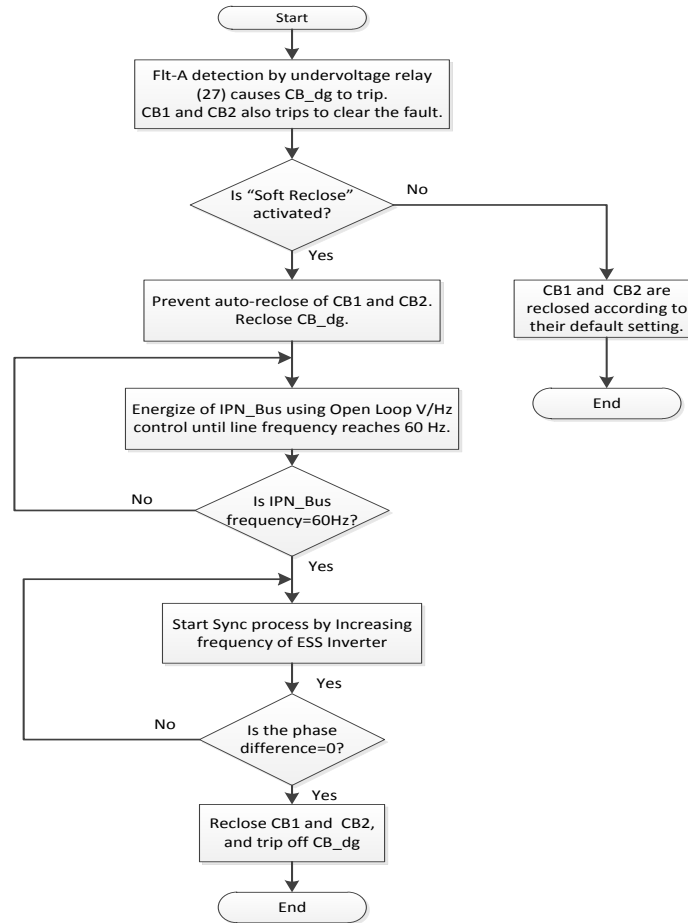 Start
Flt-A detection by undervoltage relay
(27) causes CB_dg to trip.
CB1 and CB2 also trips to clear the fault.
Is “Soft Reclose”
activated?
No
Yes
Prevent auto-reclose of CB1 and CB2.
Reclose CB_dg.
CB1 and  CB2 are
reclosed according to
their default setting.
End
Energize of IPN_Bus using Open Loop V/Hz
control until line frequency reaches 60 Hz.
No
Is IPN_Bus
frequency=60Hz?
Yes
Start Sync process by Increasing
frequency of ESS Inverter
Yes
No
Is the phase
difference=0?
Yes
Reclose CB1 and  CB2,
and trip off CB_dg
End